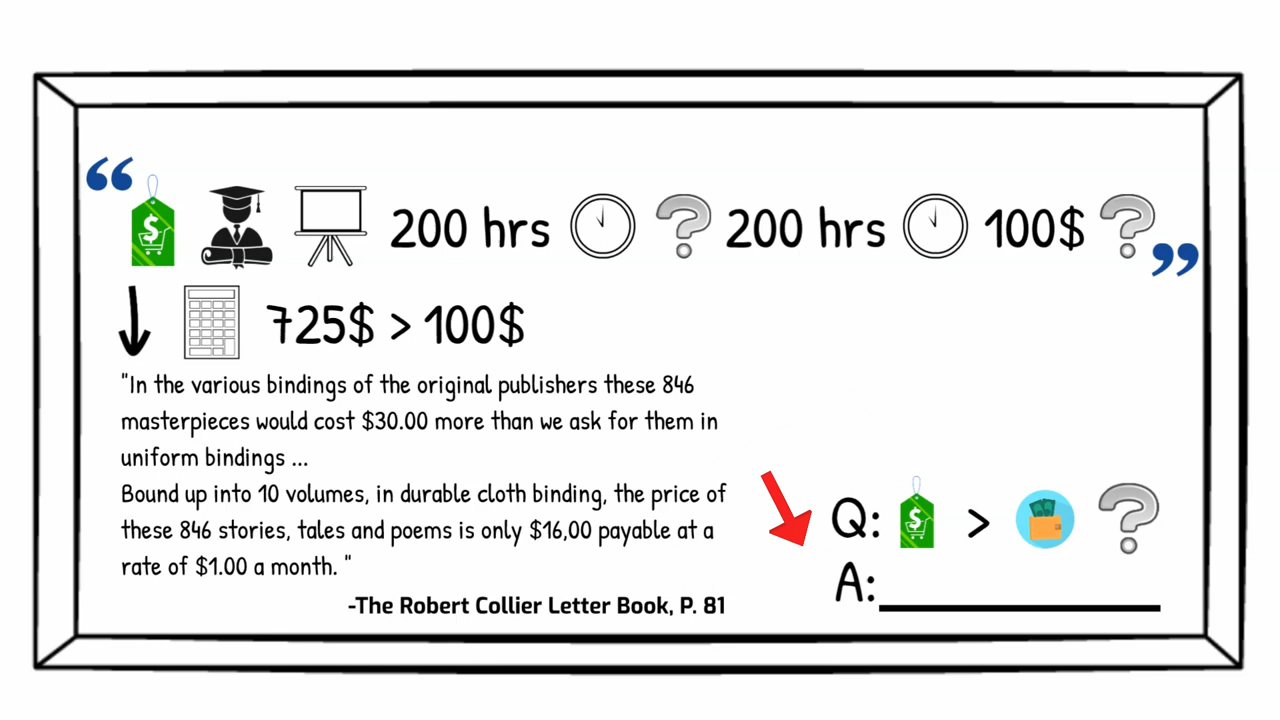 “ 200 hrs ? 200 hrs 100$ ? ”
725$ > 100$
"In the various bindings of the original publishers these 846
masterpieces would cost $30.00 more than we ask for them in
uniform bindings ...
Bound up into 10 volumes, in durable cloth binding, the price of
these 846 stories, tales and poems is only $16,00 payable at a
rate of $1.00 a month. "
-The Robert Collier Letter Book, P. 81
Q: > ?
A: